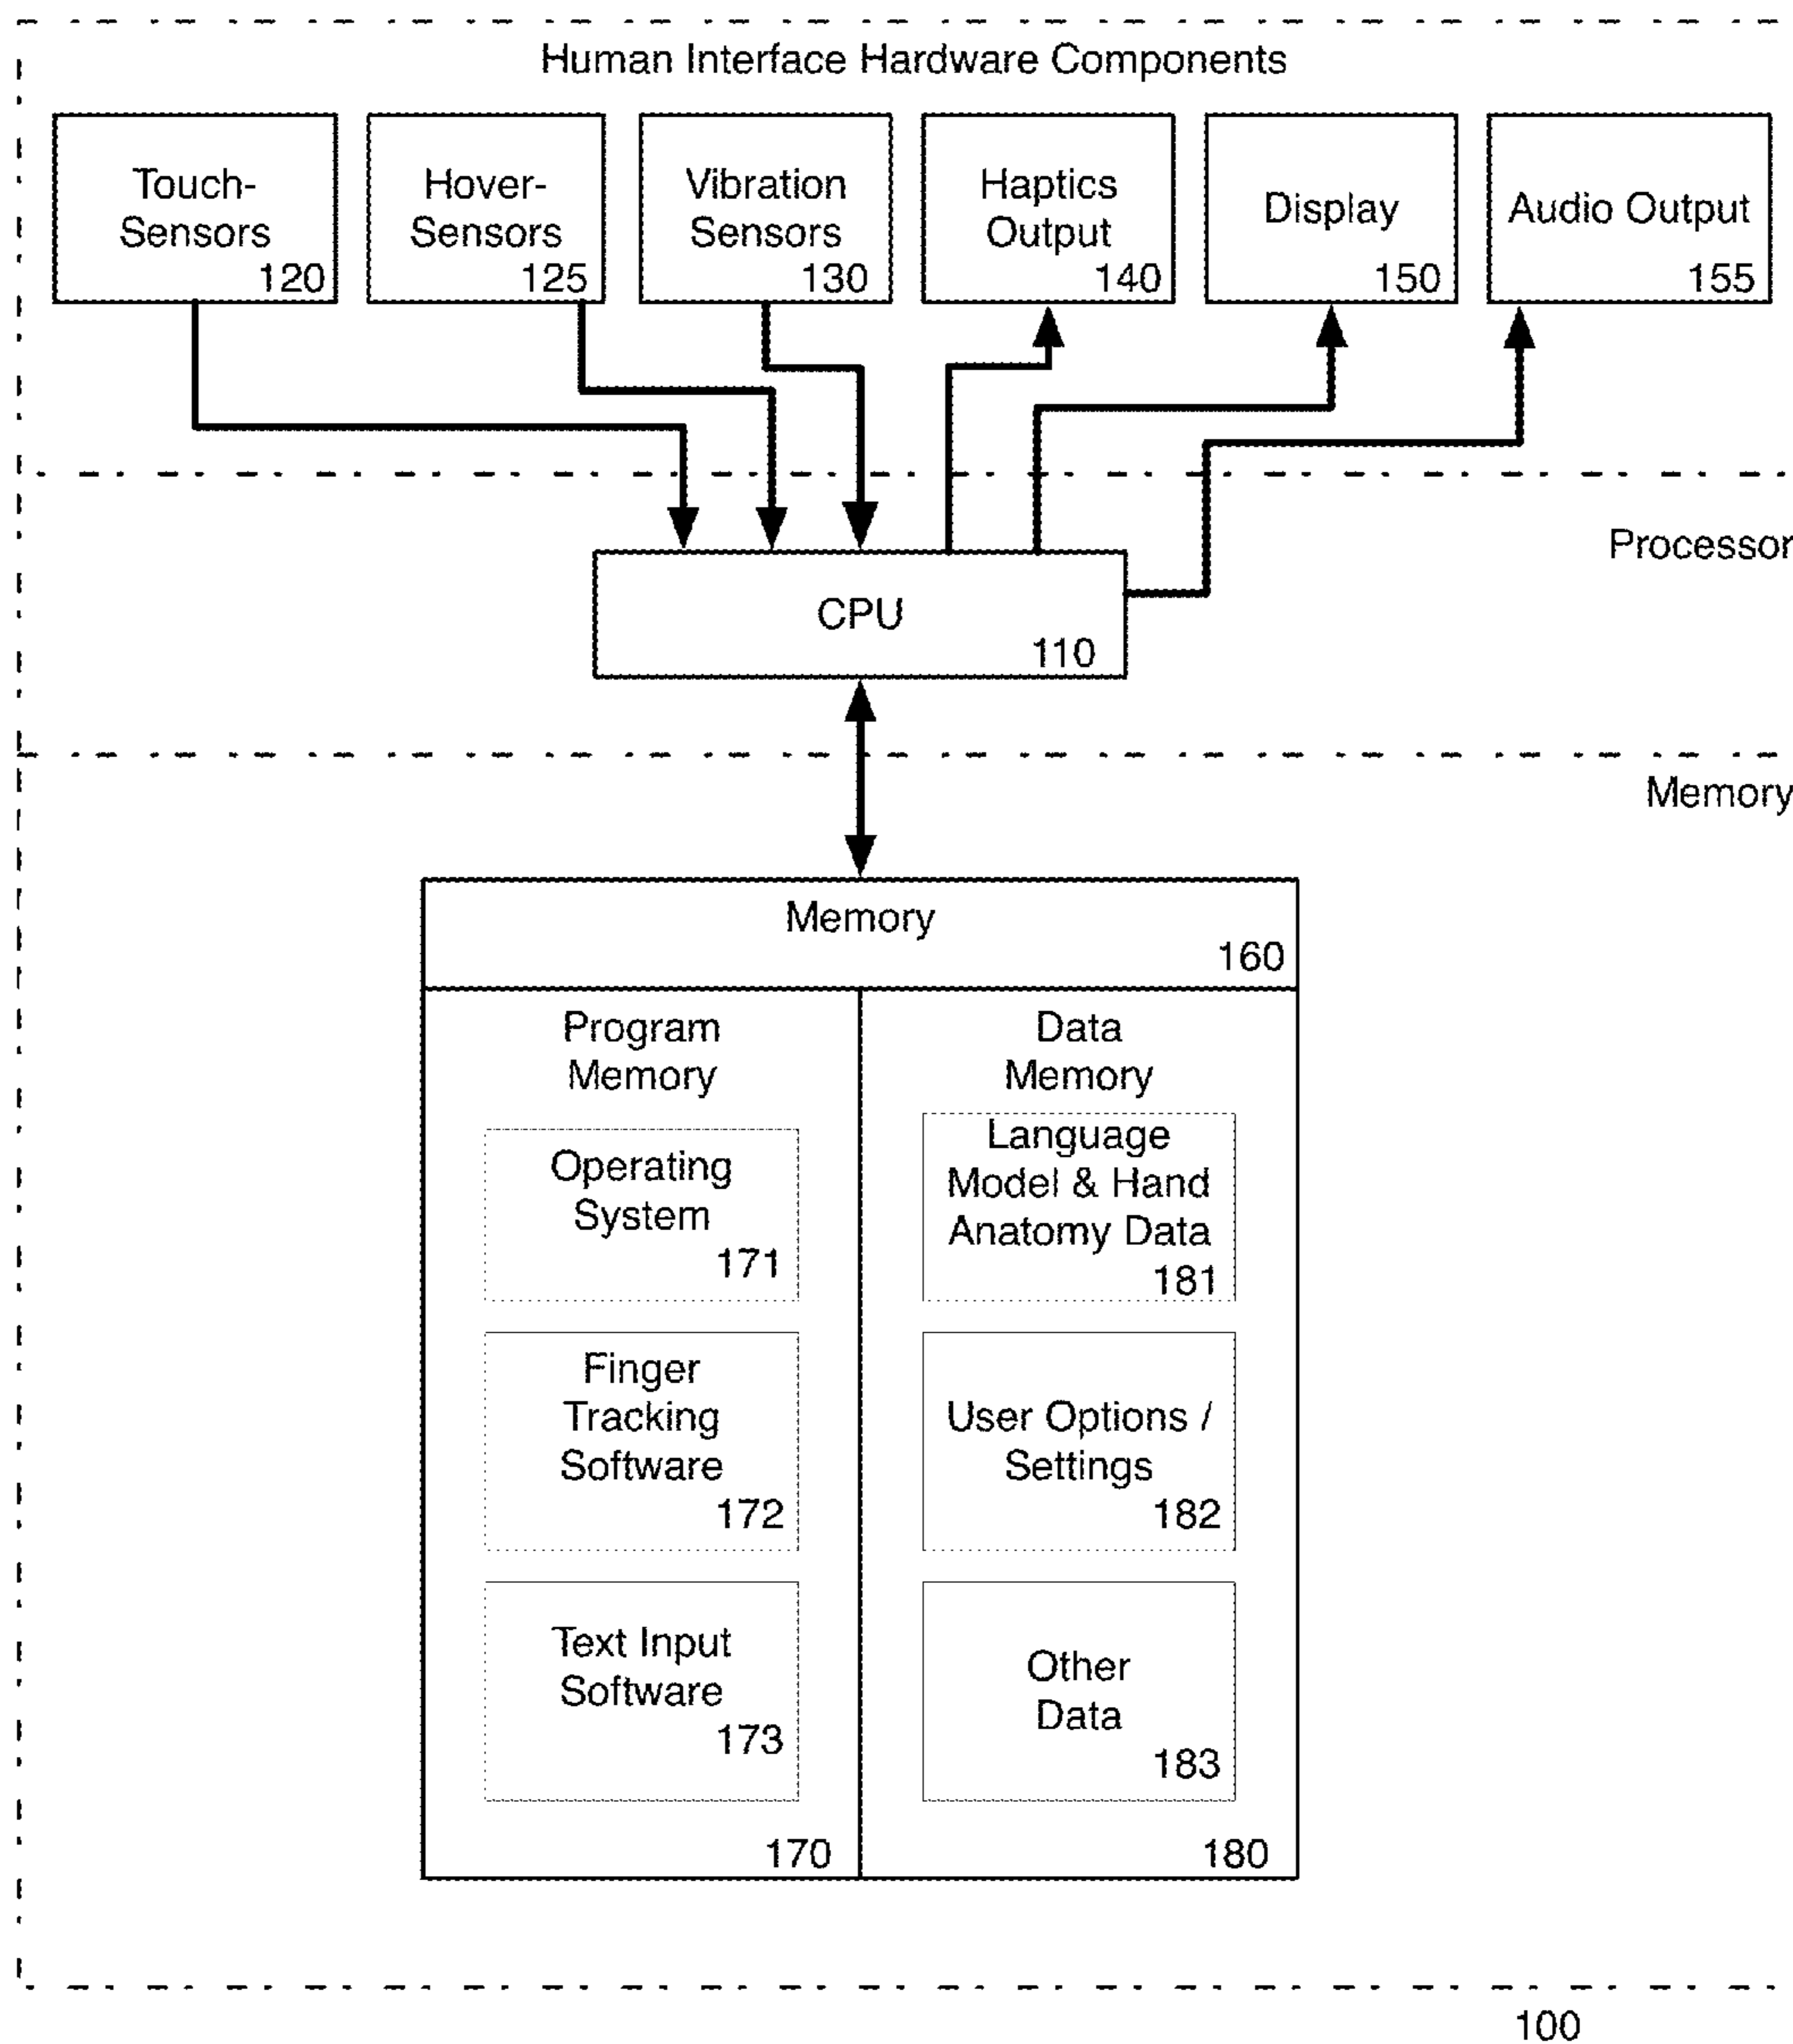 Human Interface Hardware Components
Touch-
Sensors
120
Hover-
Sensors
125
Vibration
Sensors
130
Haptics
Output
140
Display
150
Audio Output
155
Processor
CPU
110
Memory
Memory
160
Program
Memory
Operating
System
171
Finger
Tracking
Software
172
Text Input
Software
173
170
Data
Memory
Language
Model & Hand
Anatomy Data
181
User Options /
Settings
182
Other
Data
183
180
100